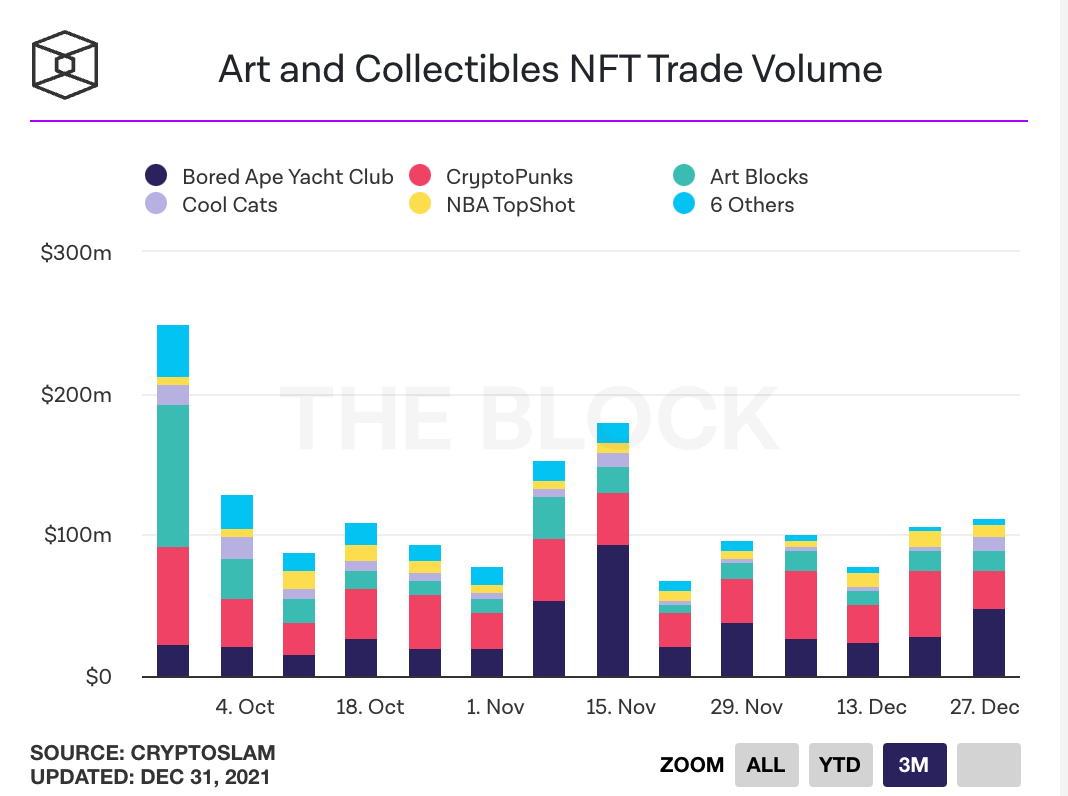 Art and Collectibles NFT Trade Volume
Bored Ape Yacht Club CryptoPunks Art Blocks
Cool Cats NBA TopShot 6 Others
$300m
$200m
THE BLOCK
$100m
$0
4. Oct 18. Oct 1. Nov 15. Nov 29. Nov 13. Dec 27. Dec
SOURCE: CRYPTOSLAM
UPDATED: DEC 31, 2021
ZOOM ALL YTD 3M